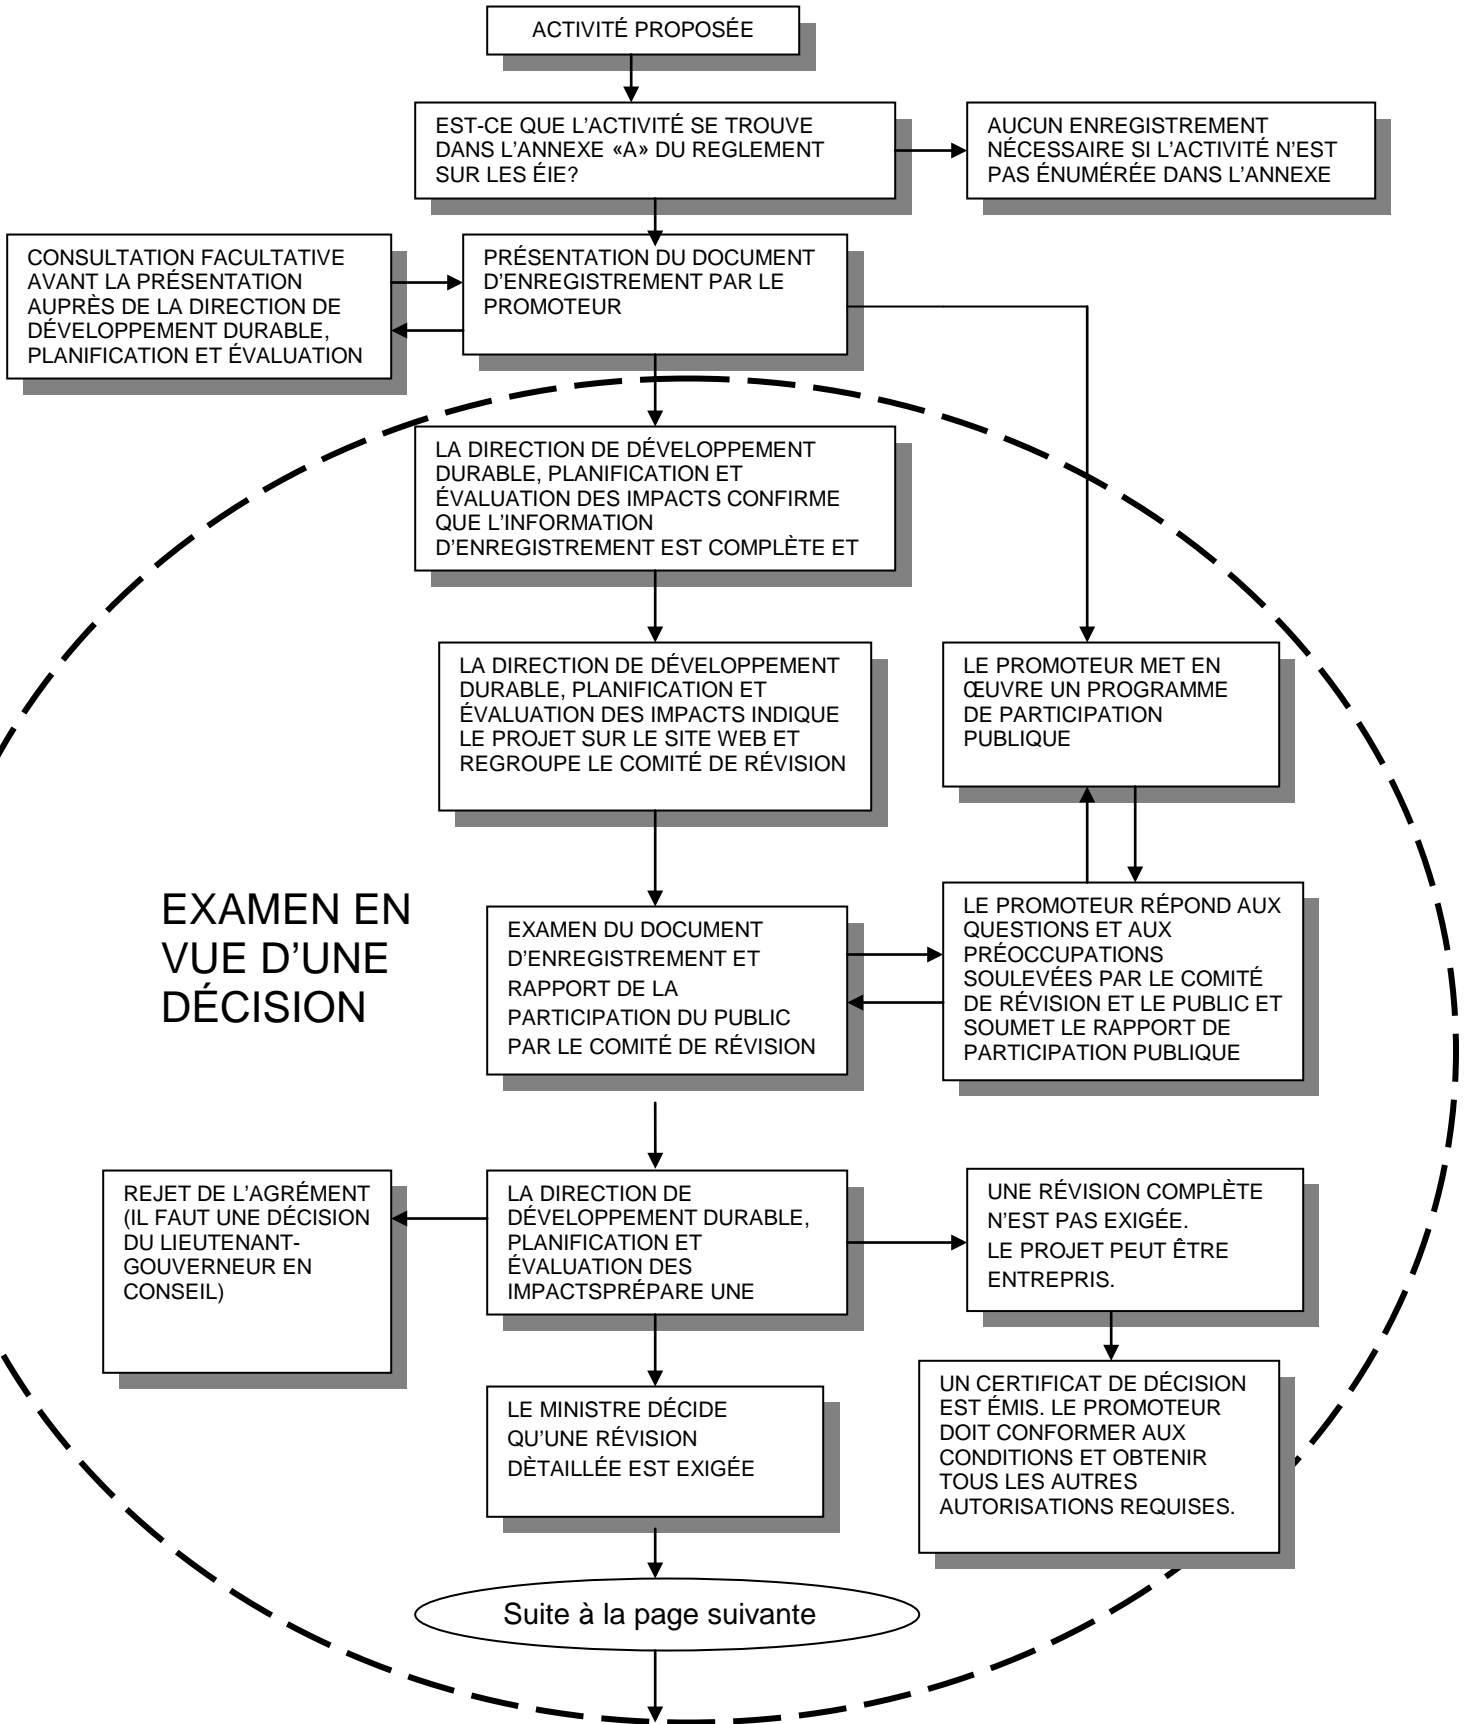 ACTIVITÉ PROPOSÉE
EST-CE QUE L'ACTIVITÉ SE TROUVE
DANS L'ANNEXE «A» DU REGLEMENT
SUR LES ÉIE?
AUCUN ENREGISTREMENT
NÉCESSAIRE SI L'ACTIVITÉ N'EST
PAS ÉNUMÉRÉE DANS L'ANNEXE
CONSULTATION FACULTATIVE
AVANT LA PRÉSENTATION
AUPRÈS DE LA DIRECTION DE
DÉVELOPPEMENT DURABLE,
PLANIFICATION ET ÉVALUATION
PRÉSENTATION DU DOCUMENT
D'ENREGISTREMENT PAR LE
PROMOTEUR
LA DIRECTION DE DÉVELOPPEMENT
DURABLE, PLANIFICATION ET
ÉVALUATION DES IMPACTS CONFIRME
QUE L'INFORMATION
D'ENREGISTREMENT EST COMPLÈTE ET
LA DIRECTION DE DÉVELOPPEMENT
DURABLE, PLANIFICATION ET
ÉVALUATION DES IMPACTS INDIQUE
LE PROJET SUR LE SITE WEB ET
REGROUPE LE COMITÉ DE RÉVISION
LE PROMOTEUR MET EN
ŒUVRE UN PROGRAMME
DE PARTICIPATION
PUBLIQUE
EXAMEN EN
VUE D'UNE
DÉCISION
EXAMEN DU DOCUMENT
D'ENREGISTREMENT ET
RAPPORT DE LA
PARTICIPATION DU PUBLIC
PAR LE COMITÉ DE RÉVISION
LE PROMOTEUR RÉPOND AUX
QUESTIONS ET AUX
PRÉOCCUPATIONS
SOULEVÉES PAR LE COMITÉ
DE RÉVISION ET LE PUBLIC ET
SOUMET LE RAPPORT DE
PARTICIPATION PUBLIQUE
REJET DE L'AGRÉMENT
(IL FAUT UNE DÉCISION
DU LIEUTENANT-
GOUVERNEUR EN
CONSEIL)
LA DIRECTION DE
DÉVELOPPEMENT DURABLE,
PLANIFICATION ET
ÉVALUATION DES
IMPACTSPRÉPARE UNE
UNE RÉVISION COMPLÈTE
N'EST PAS EXIGÉE.
LE PROJET PEUT ÊTRE
ENTREPRIS.
LE MINISTRE DÉCIDE
QU'UNE RÉVISION
DÈTAILLÉE EST EXIGÉE
UN CERTIFICAT DE DÉCISION
EST ÉMIS. LE PROMOTEUR
DOIT CONFORMER AUX
CONDITIONS ET OBTENIR
TOUS LES AUTRES
AUTORISATIONS REQUISES.
Suite à la page suivante